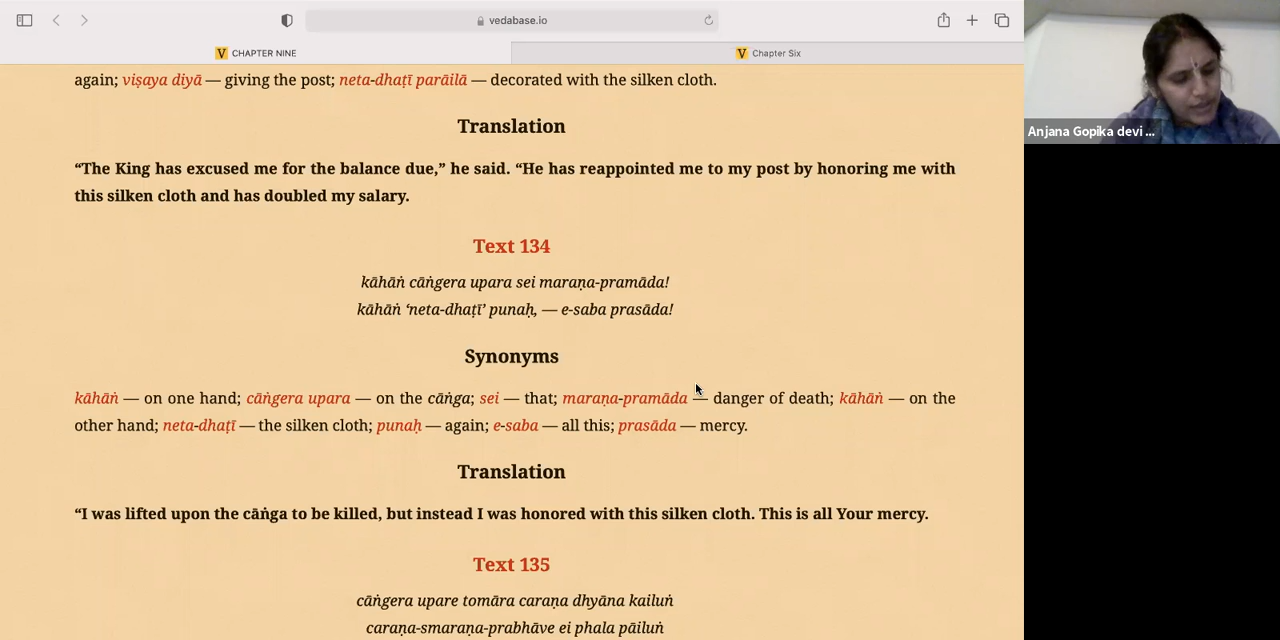 vedabase.io
CHAPTER NINE
Chapter Six
again; viṣaya diyā — giving the post; neta-dhaṭī parāilā — decorated with the silken cloth.
Translation
“The King has excused me for the balance due,” he said. “He has reappointed me to my post by honoring me with
this silken cloth and has doubled my salary.
Text 134
kāhāṅ cāṅgera upara sei maraṇa-pramāda!
kāhāṅ ‘neta-dhaṭī’ punaḥ, — e-saba prasāda!
Synonyms
kāhāṅ — on one hand; cāṅgera upara — on the cāṅga; sei — that; maraṇa-pramāda — danger of death; kāhāṅ — on the
other hand; neta-dhaṭī — the silken cloth; punaḥ — again; e-saba — all this; prasāda — mercy.
Translation
“I was lifted upon the cāṅga to be killed, but instead I was honored with this silken cloth. This is all Your mercy.
Text 135
cāṅgera upare tomāra caraṇa dhyāna kailuṅ
caraṇa-smaraṇa-prabhāve ei phala pāiluṅ
Anjana Gopika devi ...